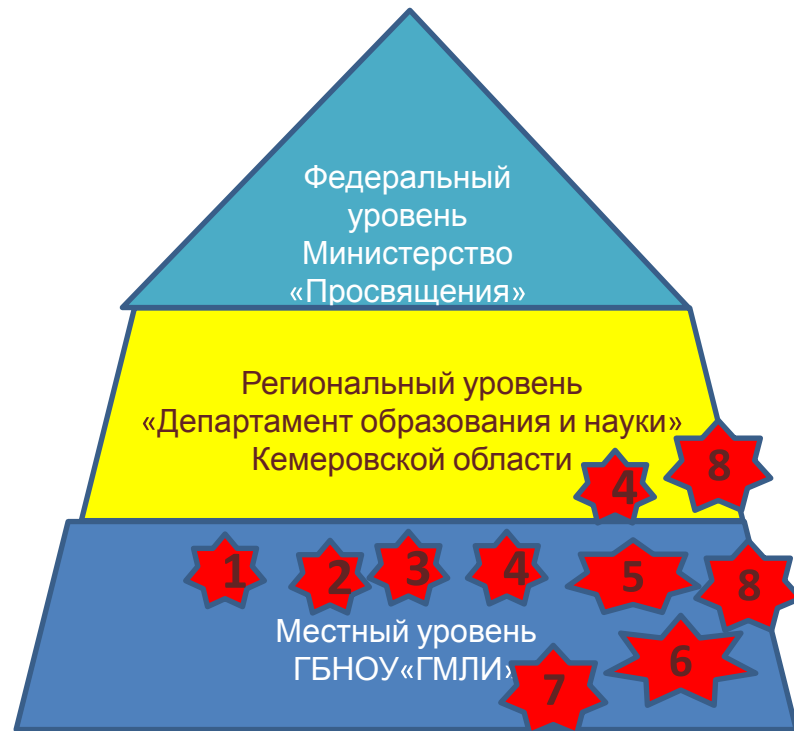 Федеральный
уровень
Министерство
«Просвящения»
Региональный уровень
«Департамент образования и науки»
Кемеровской области
4
8
1
2
3
4
5
8
Местный уровень
ГБНОУ«ГМЛИ»
7
6